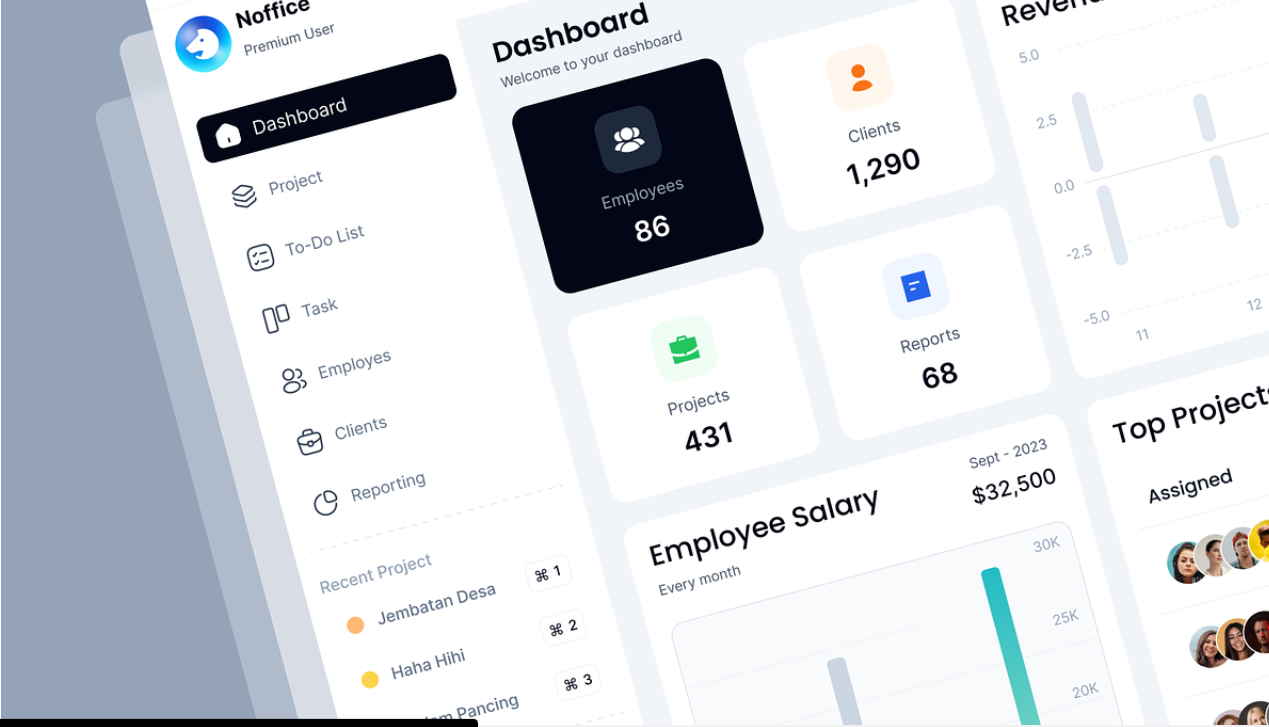 Noffice
Premium User
Dashboard
Project
To-Do List
Task
Employes
Clients
Reporting
Recent Project
Jembatan Desa
⌘ 1
Haha Hihi
⌘ 2
Pancing
⌘ 3
Dashboard
Welcome to your dashboard
Employees
86
Clients
1,290
Projects
431
Reports
68
Employee Salary
Every month
Sept - 2023
$32,500
30K
25K
20K
5.0
2.5
0.0
-2.5
-5.0
11
12
Top Projects
Assigned